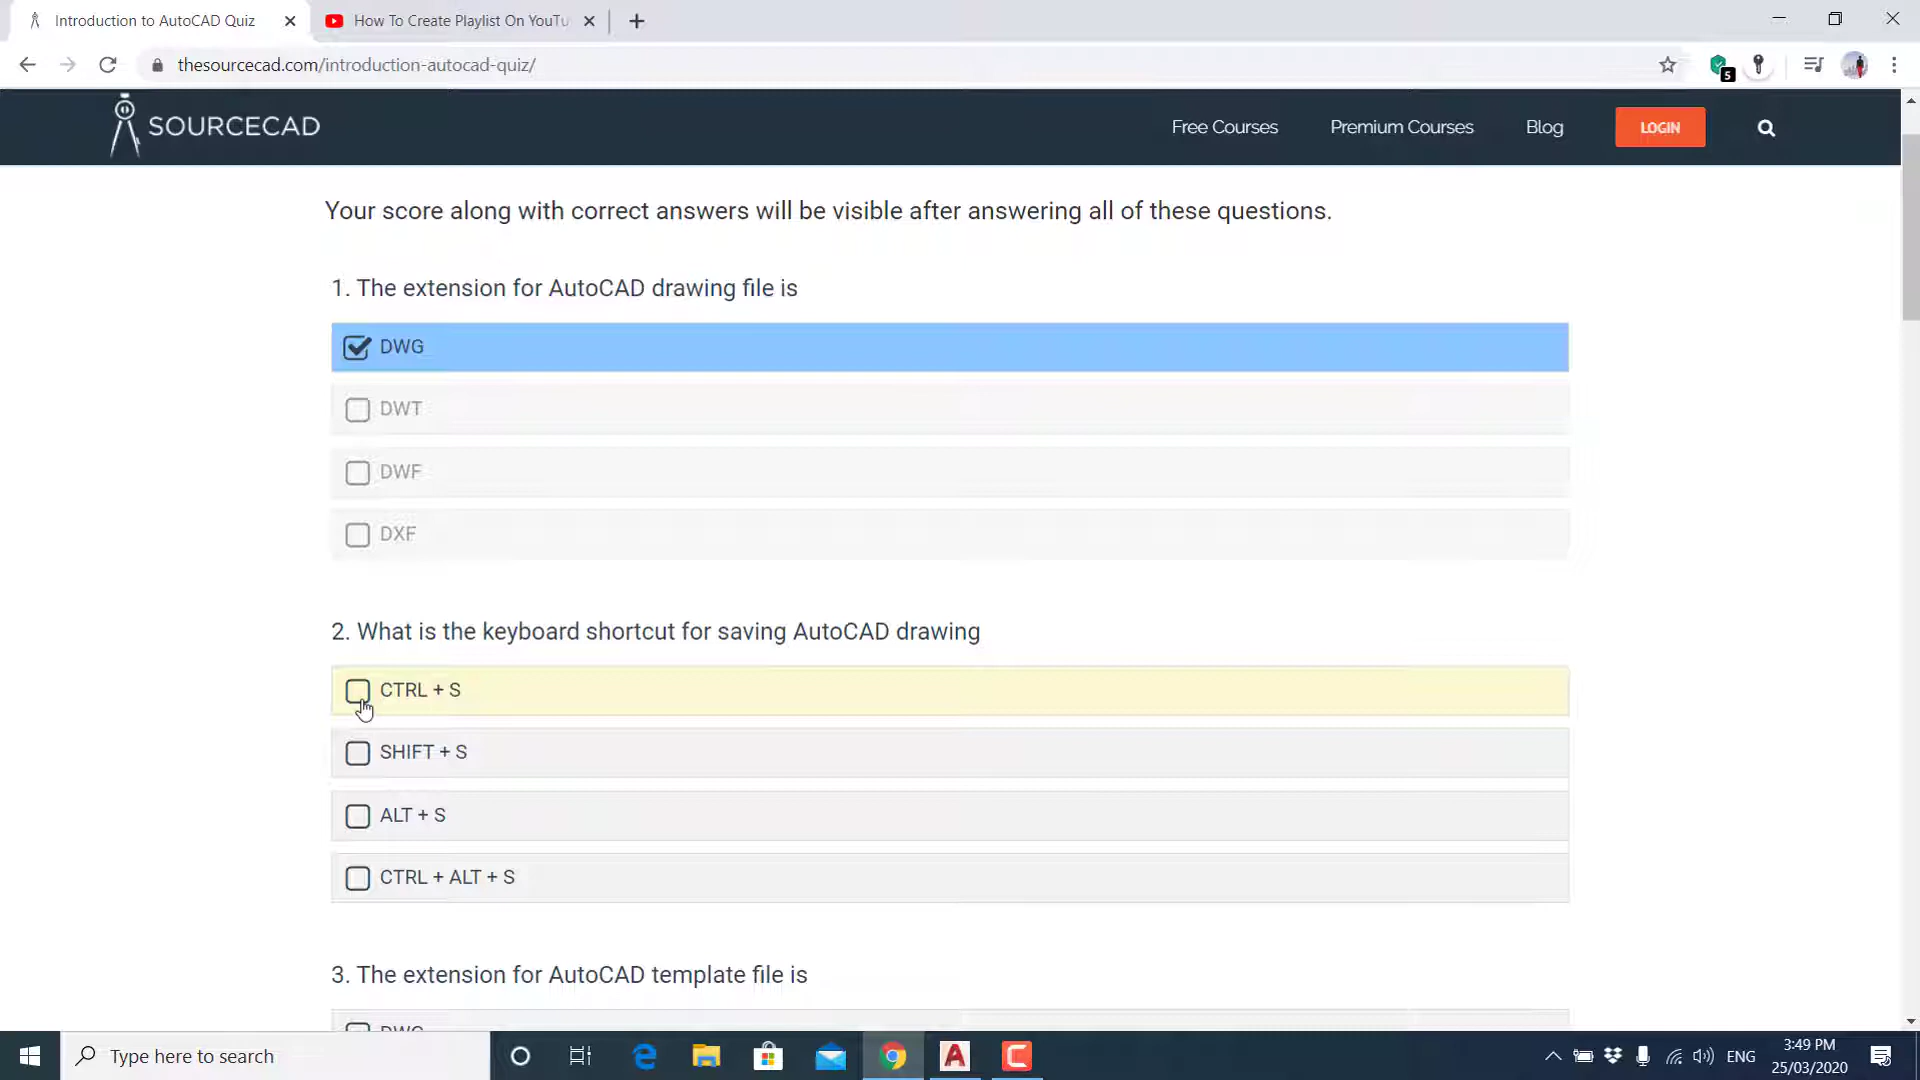 Introduction to AutoCAD Quiz
How To Create Playlist On YouTu
thesourcecad.com/introduction-autocad-quiz/
5
SOURCECAD
Free Courses
Premium Courses
Blog
LOGIN
Your score along with correct answers will be visible after answering all of these questions.
1. The extension for AutoCAD drawing file is
DWG
DWT
DWF
DXF
2. What is the keyboard shortcut for saving AutoCAD drawing
CTRL + S
SHIFT + S
ALT + S
CTRL + ALT + S
3. The extension for AutoCAD template file is
DWG
Type here to search
ENG
3:49 PM
25/03/2020